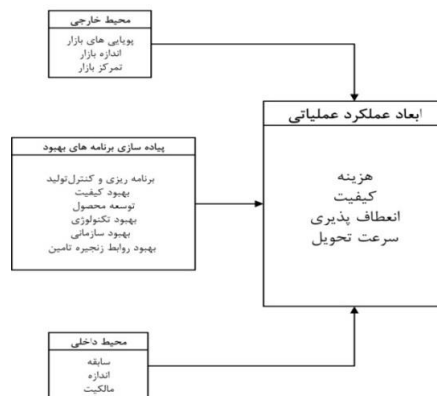 محیط خارجی
پویایی های بازار
اندازه بازار
تمرکز بازار
ابعاد عملکرد عملیاتی
هزینه
کیفیت
انعطاف پذیری
سرعت تحویل
پیاده سازی برنامه های بهبود
برنامه ریزی و کنترل تولید
بهبود کیفیت
توسعه محصول
بهبود تکنولوژی
بهبود سازمانی
بهبود روابط زنجیره تامین
محیط داخلی
سابقه
اندازه
مالکیت